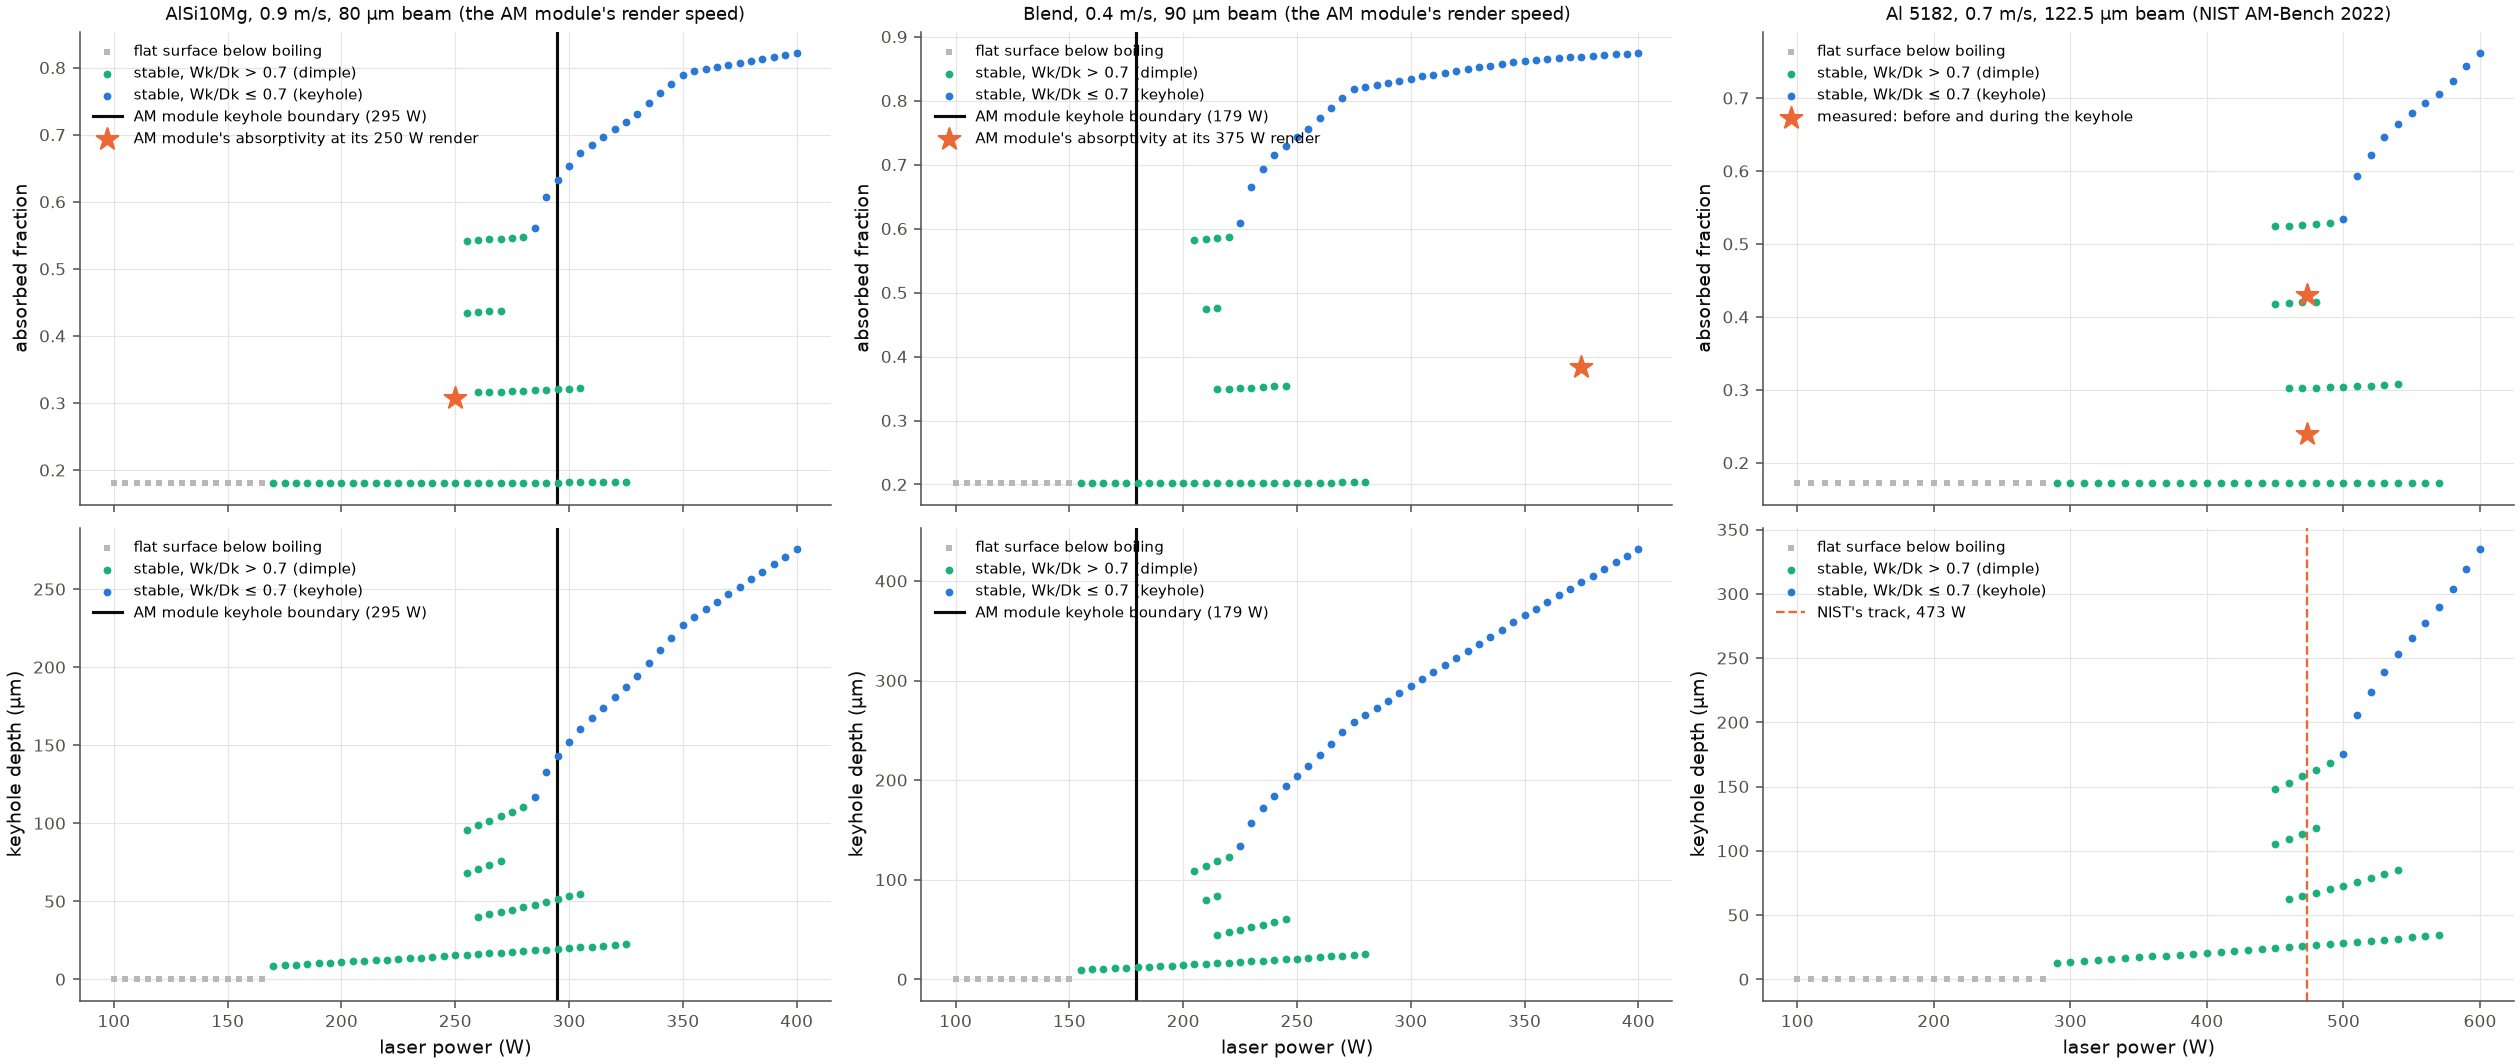 AlSi10Mg, 0.9 m/s, 80 µm beam (the AM module's render speed)
flat surface below boiling
stable, Wk/Dk > 0.7 (dimple)
stable, Wk/Dk ≤ 0.7 (keyhole)
AM module keyhole boundary (295 W)
AM module's absorptivity at its 250 W render
absorbed fraction
0.8
0.7
0.6
0.5
0.4
0.3
0.2
Blend, 0.4 m/s, 90 µm beam (the AM module's render speed)
flat surface below boiling
stable, Wk/Dk > 0.7 (dimple)
stable, Wk/Dk ≤ 0.7 (keyhole)
AM module keyhole boundary (179 W)
AM module's absorptivity at its 375 W render
absorbed fraction
0.9
0.8
0.7
0.6
0.5
0.4
0.3
0.2
Al 5182, 0.7 m/s, 122.5 µm beam (NIST AM-Bench 2022)
flat surface below boiling
stable, Wk/Dk > 0.7 (dimple)
stable, Wk/Dk ≤ 0.7 (keyhole)
measured: before and during the keyhole
absorbed fraction
0.7
0.6
0.5
0.4
0.3
0.2
flat surface below boiling
stable, Wk/Dk > 0.7 (dimple)
stable, Wk/Dk ≤ 0.7 (keyhole)
AM module keyhole boundary (295 W)
keyhole depth (µm)
250
200
150
100
50
0
100 150 200 250 300 350 400
laser power (W)
flat surface below boiling
stable, Wk/Dk > 0.7 (dimple)
stable, Wk/Dk ≤ 0.7 (keyhole)
AM module keyhole boundary (179 W)
keyhole depth (µm)
400
300
200
100
0
100 150 200 250 300 350 400
laser power (W)
flat surface below boiling
stable, Wk/Dk > 0.7 (dimple)
stable, Wk/Dk ≤ 0.7 (keyhole)
NIST's track, 473 W
keyhole depth (µm)
350
300
250
200
150
100
50
0
100 200 300 400 500 600
laser power (W)